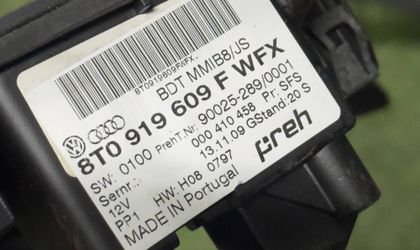 8T0919609FWFX
BDT MMIB8/JS
8T0 919 609 F WFX
SW: 0100 PrehT.Nr: 90025-289/0001
Sernr.: 000 410 458 Pr: SFS
12V 13.11.09 GStand: 20 S
PP1 HW: H08 0797
MADE IN Portugal
preh